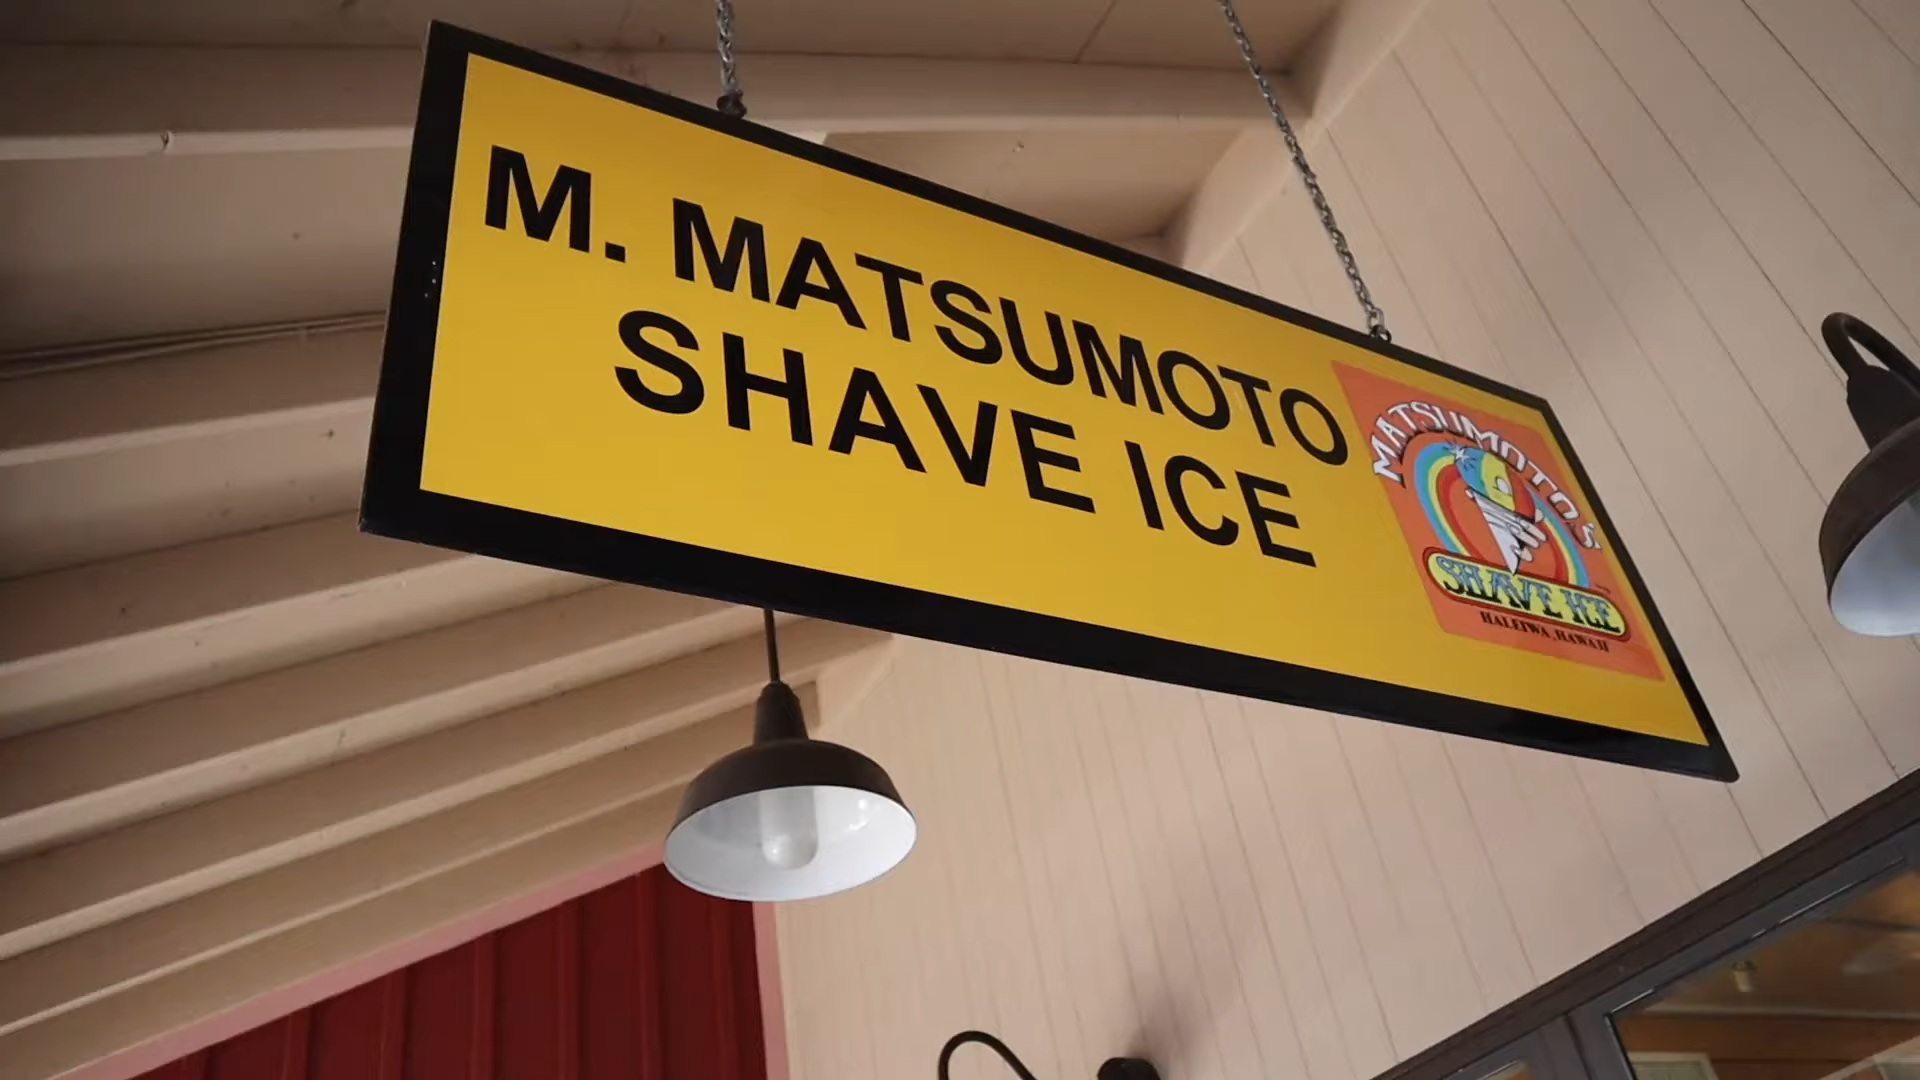 M. MATSUMOTO
SHAVE ICE
MATSUMOTO'S
SHAVE ICE
HALEIWA, HAWAII